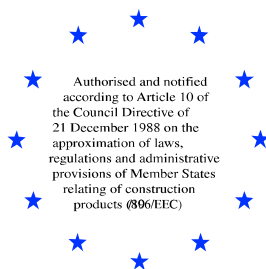 Authorised and notified
according to Article 10 of
the Council Directive of
21 December 1988 on the
approximation of laws,
regulations and administrative
provisions of Member States
relating of construction
products